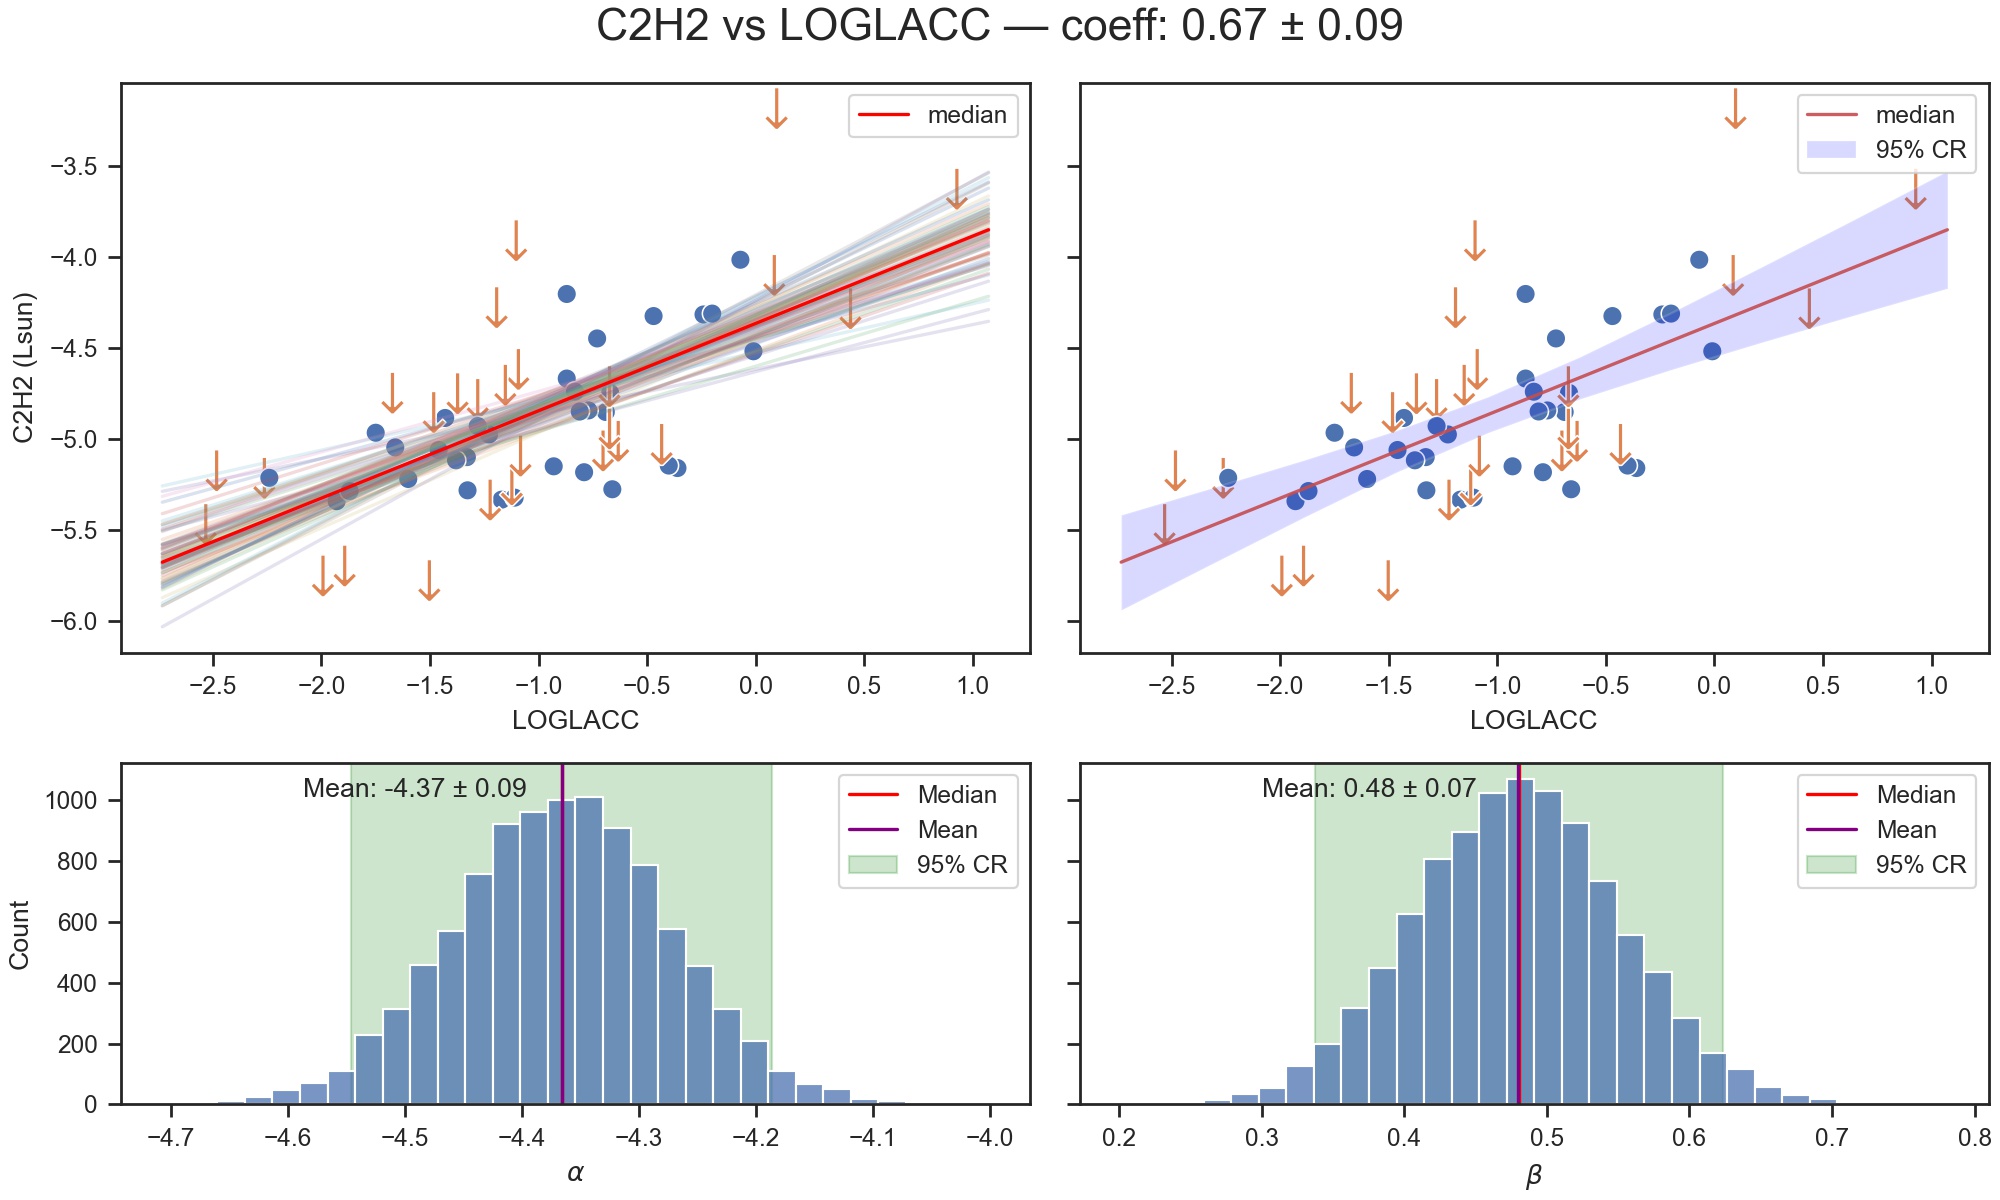 C2H2 vs LOGLACC — coeff: 0.67 ± 0.09
median
C2H2 (Lsun)
−3.5
−4.0
−4.5
−5.0
−5.5
−6.0
−2.5 −2.0 −1.5 −1.0 −0.5 0.0 0.5 1.0
LOGLACC
median
95% CR
−2.5 −2.0 −1.5 −1.0 −0.5 0.0 0.5 1.0
LOGLACC
Mean: -4.37 ± 0.09
Median
Mean
95% CR
Count
1000
800
600
400
200
0
−4.7 −4.6 −4.5 −4.4 −4.3 −4.2 −4.1 −4.0
α
Mean: 0.48 ± 0.07
Median
Mean
95% CR
0.2 0.3 0.4 0.5 0.6 0.7 0.8
β